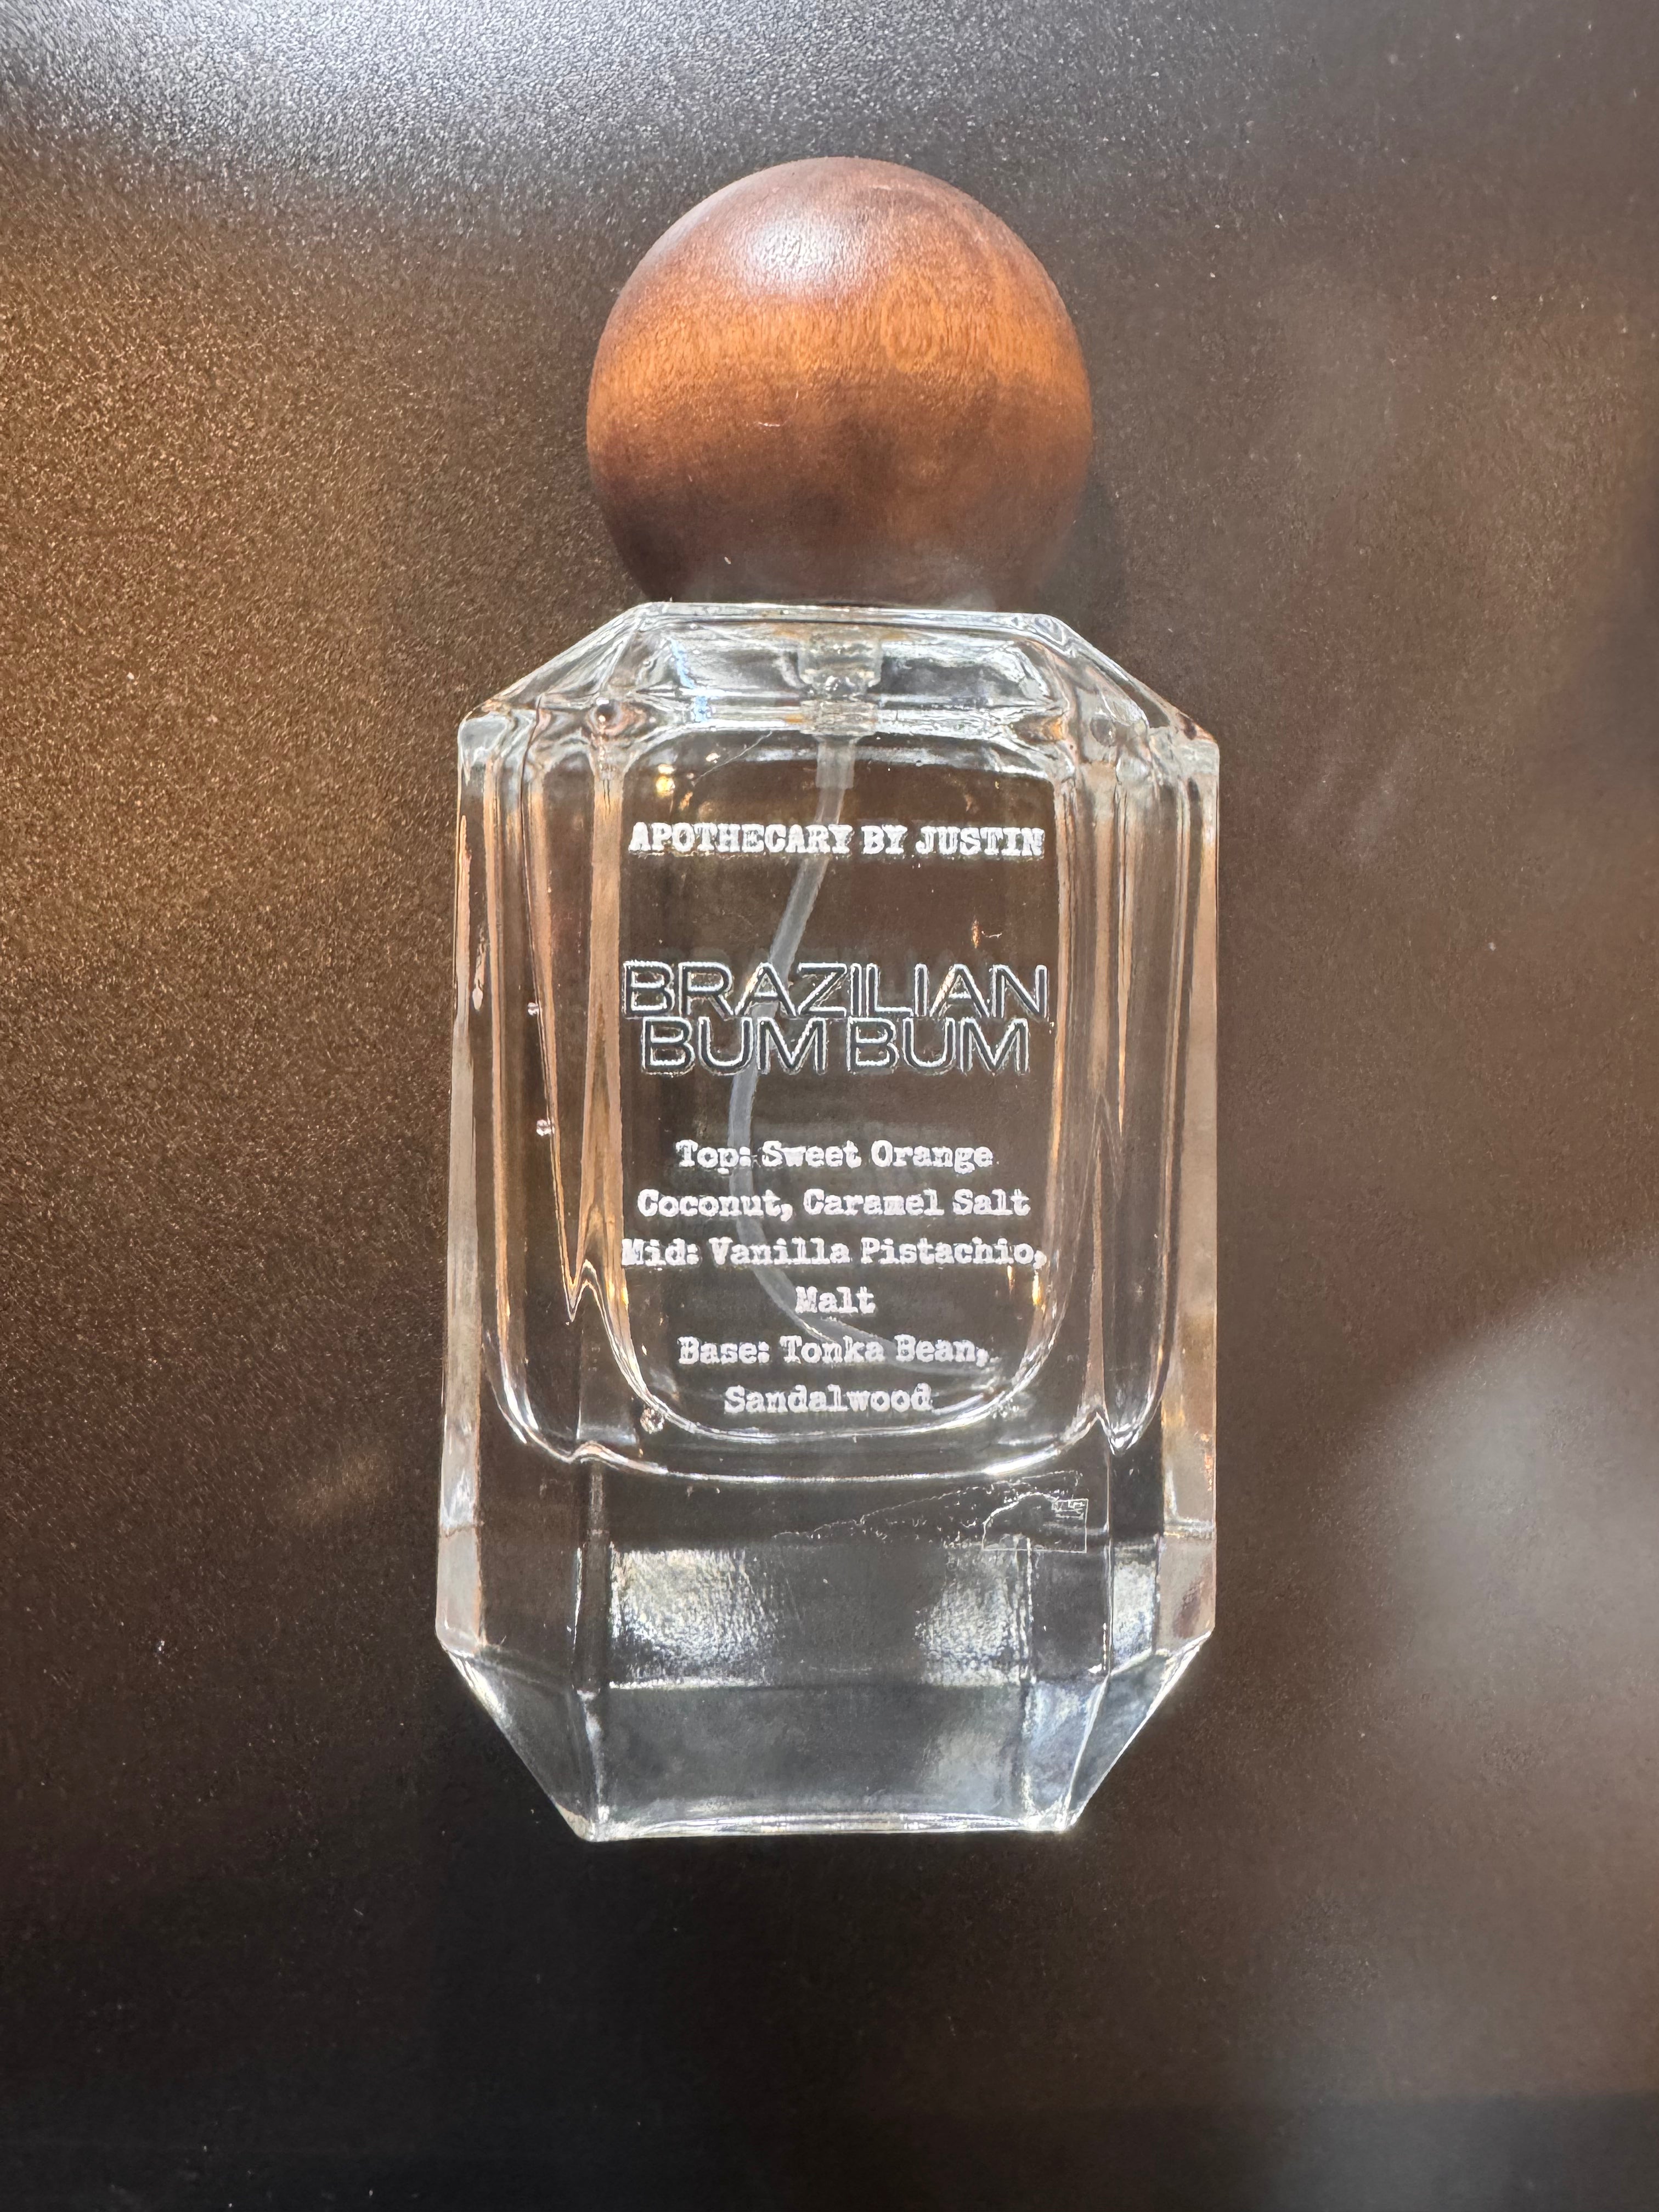 APOTHECARY BY JUSTIN
BRAZILIAN
BUM BUM
Top: Sweet Orange
Coconut, Caramel Salt
Mid: Vanilla Pistachio,
Malt
Base: Tonka Bean,
Sandalwood